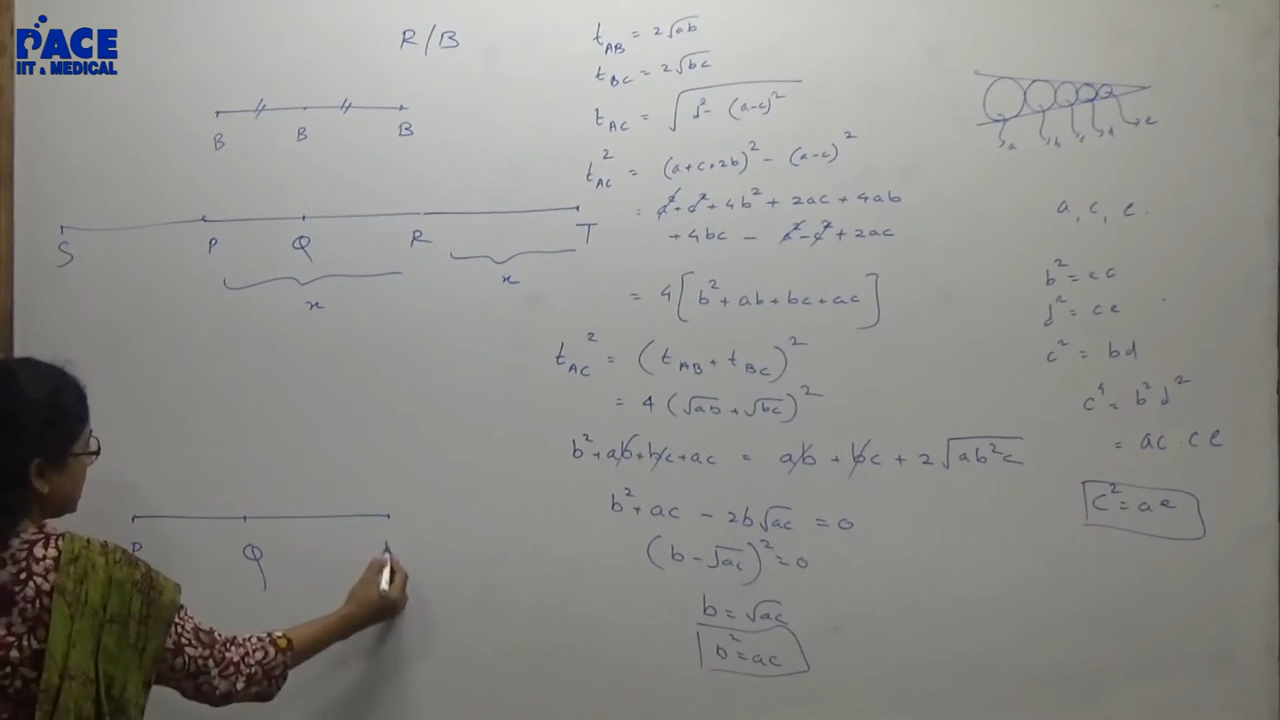 PACE
IIT & MEDICAL
R/B
B B B
S P Q R T
x x
P Q
t_AB = 2√ab
t_BC = 2√bc
t_AC = √(s² - (a-c)²)
t_AC² = (a+c+2b)² - (a-c)²
= a²+c²+4b²+2ac+4ab
+4bc - a²-c²+2ac
= 4[b²+ab+bc+ac]
t_AC² = (t_AB + t_BC)²
= 4(√ab+√bc)²
b²+ab+bc+ac = ab + bc + 2√ab²c
b²+ac - 2b√ac = 0
(b-√ac)²=0
b=√ac
b²=ac
a b c d e
a, c, e.
d² = ce
c² = bd
c⁴ = b²d²
= ac.ce
c²=ae